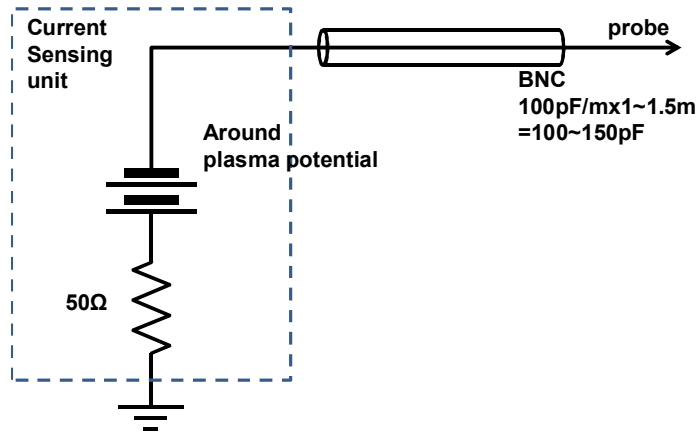 Current
Sensing
unit
probe
BNC
100pF/mx1~1.5m
=100~150pF
Around
plasma potential
50Ω